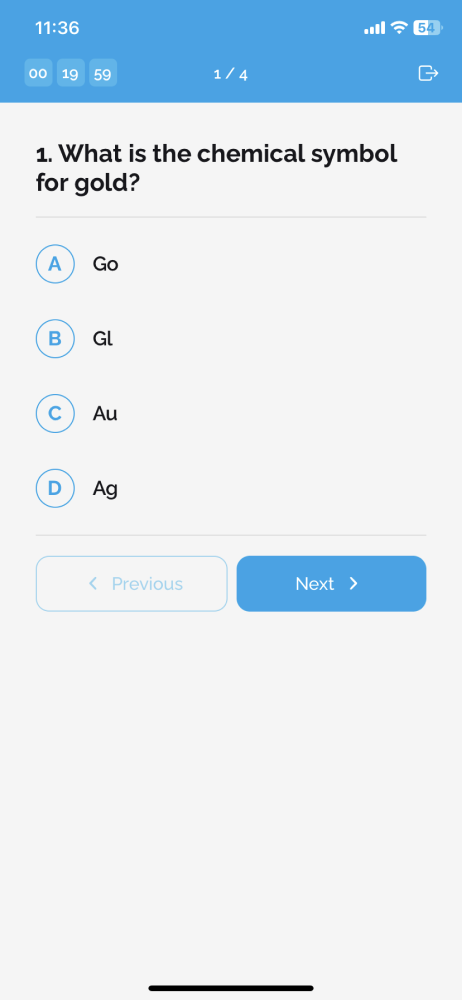 11:36
54
00 19 59
1 / 4
1. What is the chemical symbol
for gold?
A Go
B Gl
C Au
D Ag
Previous
Next